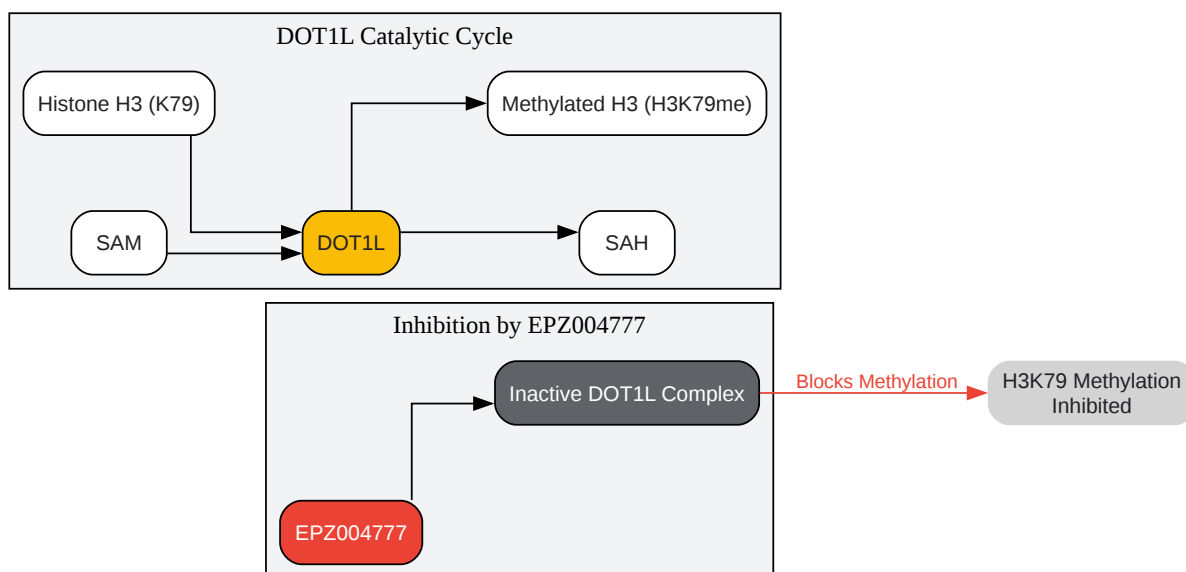 DOT1L Catalytic Cycle
Histone H3 (K79)
Methylated H3 (H3K79me)
SAM
DOT1L
SAH
Inhibition by EPZ004777
Inactive DOT1L Complex
Blocks Methylation
H3K79 Methylation
Inhibited
EPZ004777